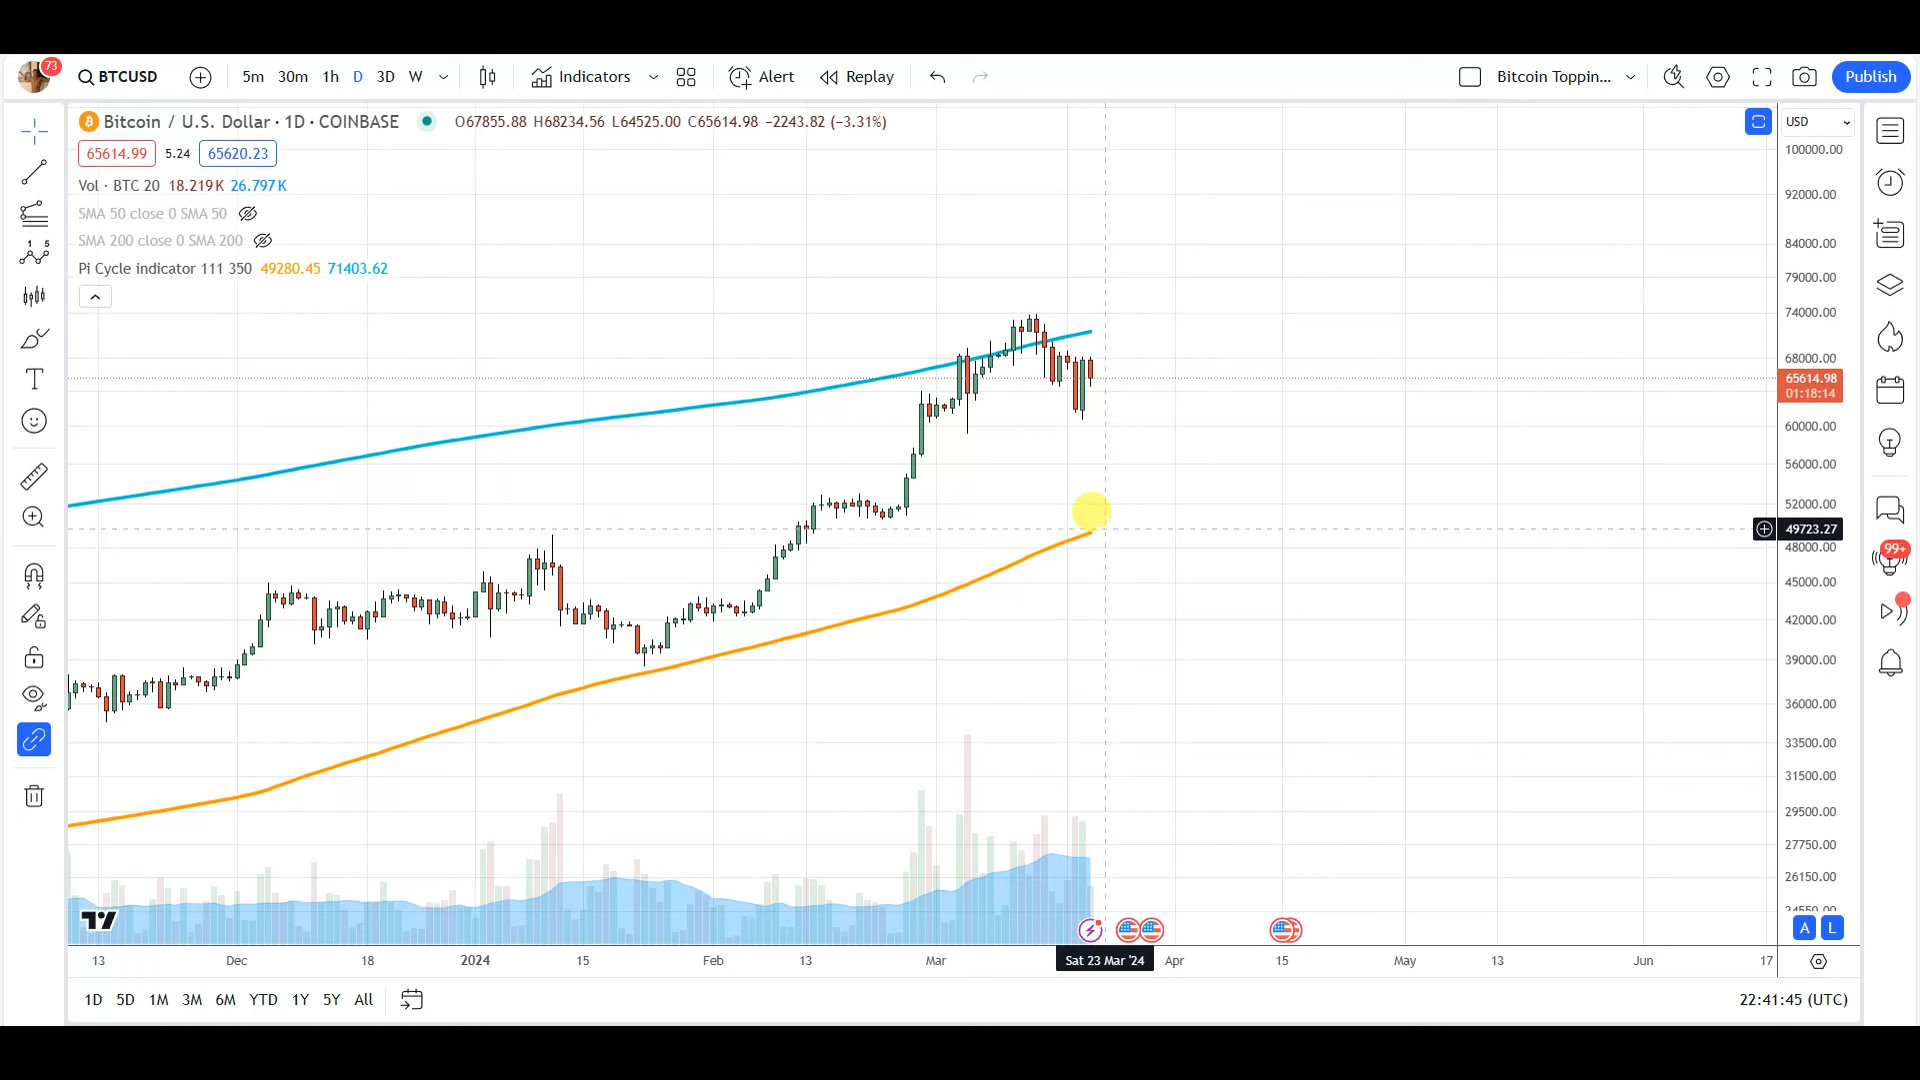 73
BTCUSD 5m 30m 1h D 3D W Indicators Alert Replay Bitcoin Toppin... Publish
Bitcoin / U.S. Dollar · 1D · COINBASE O67855.88 H68234.56 L64525.00 C65614.98 −2243.82 (−3.31%)
USD
65614.99 5.24 65620.23
Vol · BTC 20 18.219K 26.797K
SMA 50 close 0 SMA 50
SMA 200 close 0 SMA 200
Pi Cycle indicator 111 350 49280.45 71403.62
100000.00
92000.00
84000.00
79000.00
74000.00
68000.00
65614.98
01:18:14
60000.00
56000.00
52000.00
49723.27
48000.00
45000.00
42000.00
39000.00
36000.00
33500.00
31500.00
29500.00
27750.00
26150.00
24550.00
99+
1 5
A L
13 Dec 18 2024 15 Feb 13 Mar Sat 23 Mar '24 Apr 15 May 13 Jun 17
1D 5D 1M 3M 6M YTD 1Y 5Y All 22:41:45 (UTC)